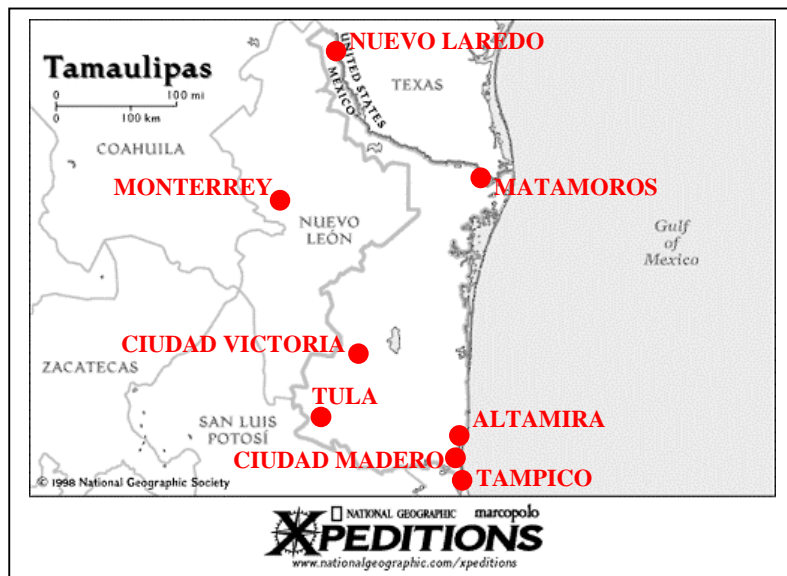 NUEVO LAREDO
Tamaulipas
0 100 mi
0 100 km
UNITED STATES
MEXICO
TEXAS
COAHUILA
MONTERREY
MATAMOROS
NUEVO
LEÓN
Gulf
of
Mexico
CIUDAD VICTORIA
ZACATECAS
TULA
SAN LUIS
POTOSÍ
ALTAMIRA
CIUDAD MADERO
TAMPICO
© 1998 National Geographic Society
NATIONAL GEOGRAPHIC marcopolo
XPEDITIONS
www.nationalgeographic.com/xpeditions